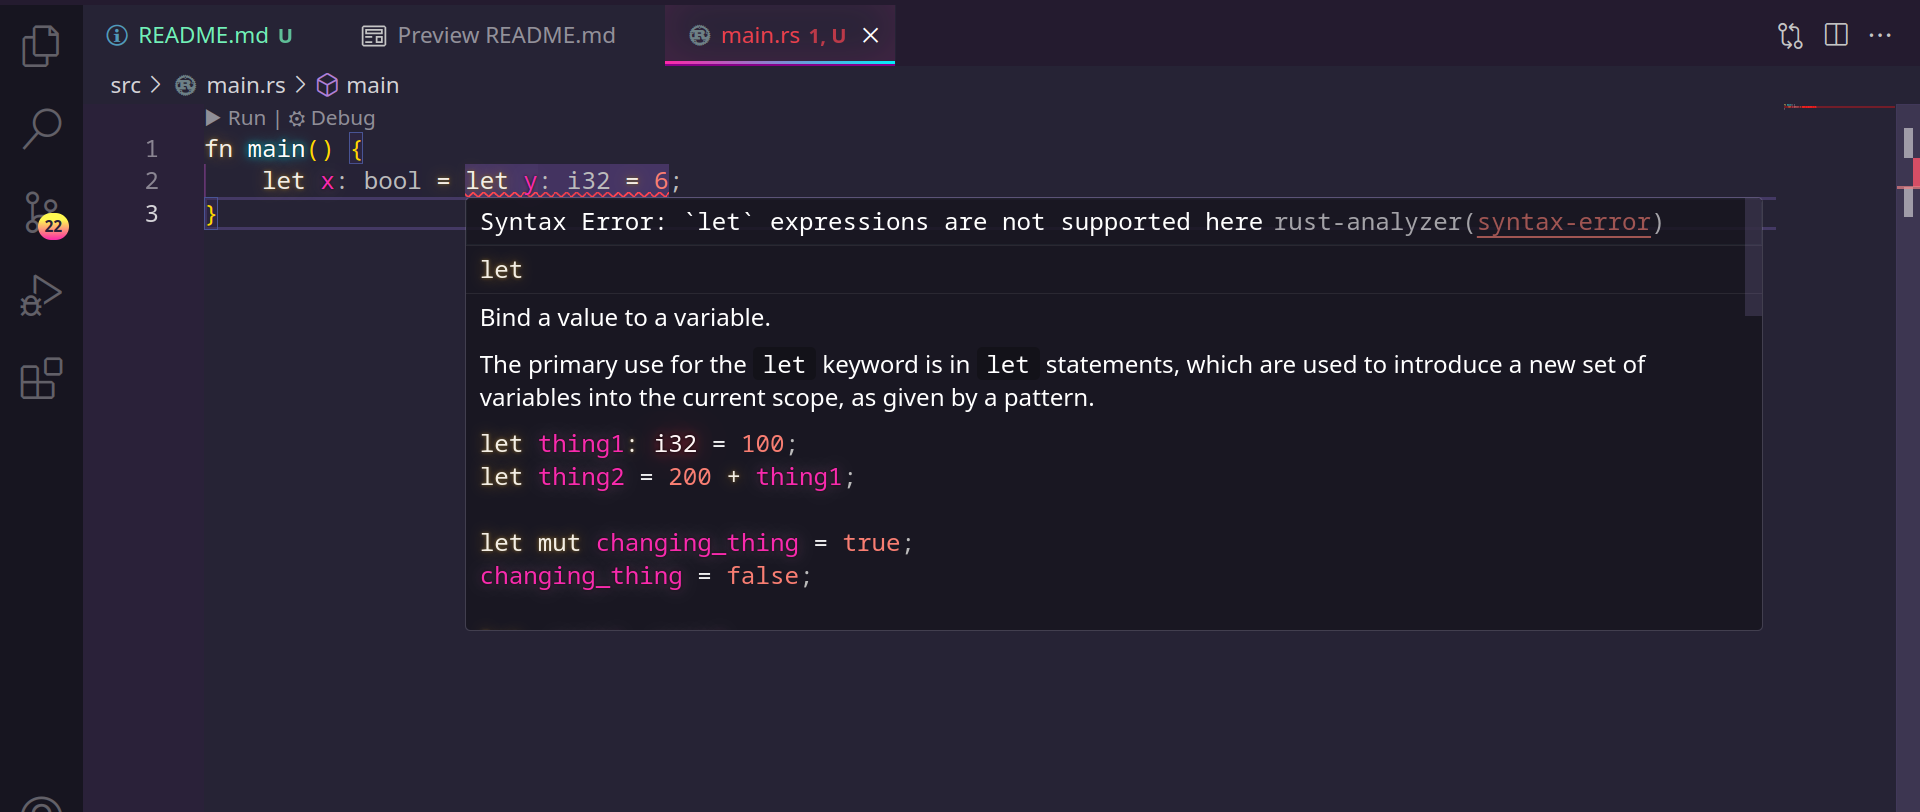 README.md U Preview README.md main.rs 1, U
src > main.rs > main
Run | Debug
1 fn main() {
2     let x: bool = let y: i32 = 6;
3 }
22
Syntax Error: `let` expressions are not supported here rust-analyzer(syntax-error)
let
Bind a value to a variable.
The primary use for the let keyword is in let statements, which are used to introduce a new set of
variables into the current scope, as given by a pattern.
let thing1: i32 = 100;
let thing2 = 200 + thing1;
let mut changing_thing = true;
changing_thing = false;